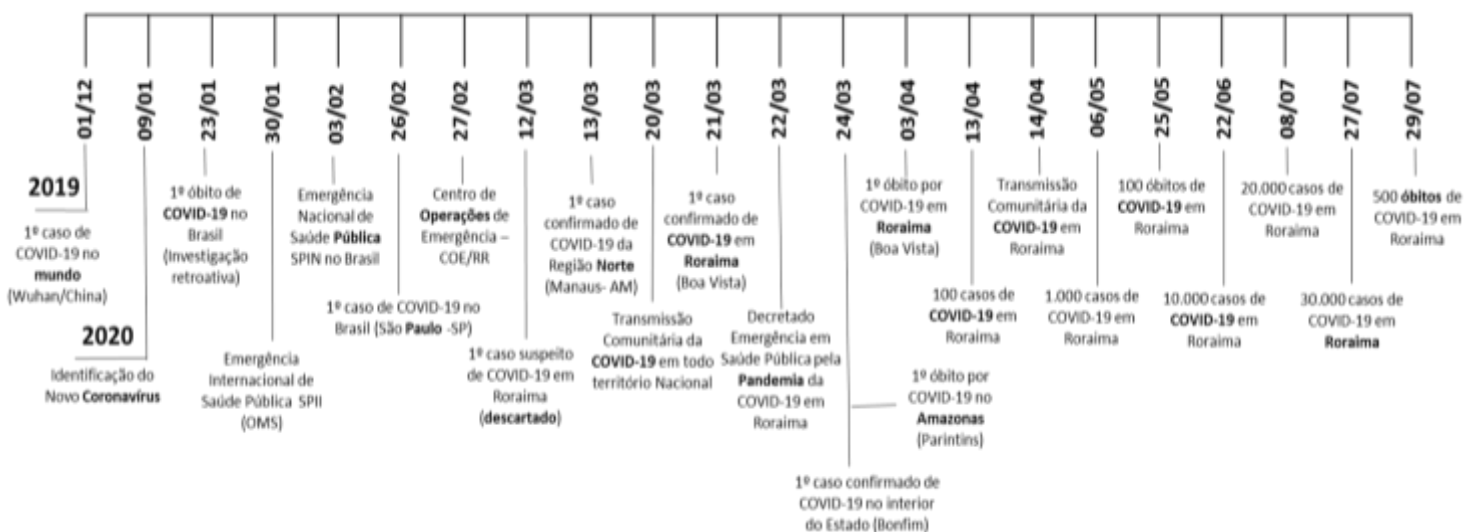 01/12
09/01
23/01
30/01
03/02
26/02
27/02
12/03
13/03
20/03
21/03
22/03
24/03
03/04
13/04
14/04
06/05
25/05
22/06
08/07
27/07
29/07
2019
1º caso de
COVID-19 no
mundo
(Wuhan/China)
2020
Identificação do
Novo Coronavírus
1º óbito de
COVID-19 no
Brasil
(Investigação
retroativa)
Emergência
Internacional de
Saúde Pública SPII
(OMS)
Emergência
Nacional de
Saúde Pública
SPIN no Brasil
1º caso de COVID-19 no
Brasil (São Paulo -SP)
Centro de
Operações de
Emergência –
COE/RR
1º caso suspeito
de COVID-19 em
Roraima
(descartado)
1º caso
confirmado de
COVID-19 da
Região Norte
(Manaus- AM)
Transmissão
Comunitária da
COVID-19 em todo
território Nacional
1º caso
confirmado de
COVID-19 em
Roraima
(Boa Vista)
Decretado
Emergência em
Saúde Pública pela
Pandemia da
COVID-19 em
Roraima
1º caso confirmado de
COVID-19 no interior
do Estado (Bonfim)
1º óbito por
COVID-19 no
Amazonas
(Parintins)
1º óbito por
COVID-19 em
Roraima
(Boa Vista)
100 casos de
COVID-19 em
Roraima
Transmissão
Comunitária da
COVID-19 em
Roraima
1.000 casos de
COVID-19 em
Roraima
100 óbitos de
COVID-19 em
Roraima
10.000 casos de
COVID-19 em
Roraima
20.000 casos de
COVID-19 em
Roraima
30.000 casos de
COVID-19 em
Roraima
500 óbitos de
COVID-19 em
Roraima